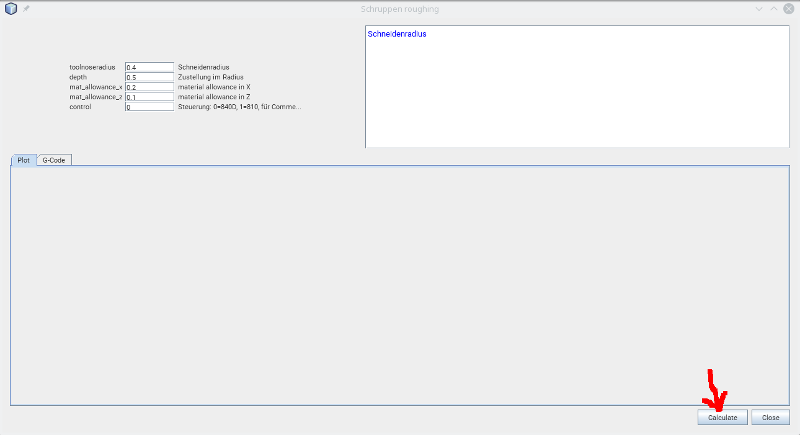 Schruppen roughing
Schneidenradius
toolnoseradius 0.4 Schneidenradius
depth 0.5 Zustellung im Radius
mat_allowance_x 0.2 material allowance in X
mat_allowance_z 0.1 material allowance in Z
control 0 Steuerung: 0=840D, 1=810, für Comme...
Plot G-Code
Calculate Close